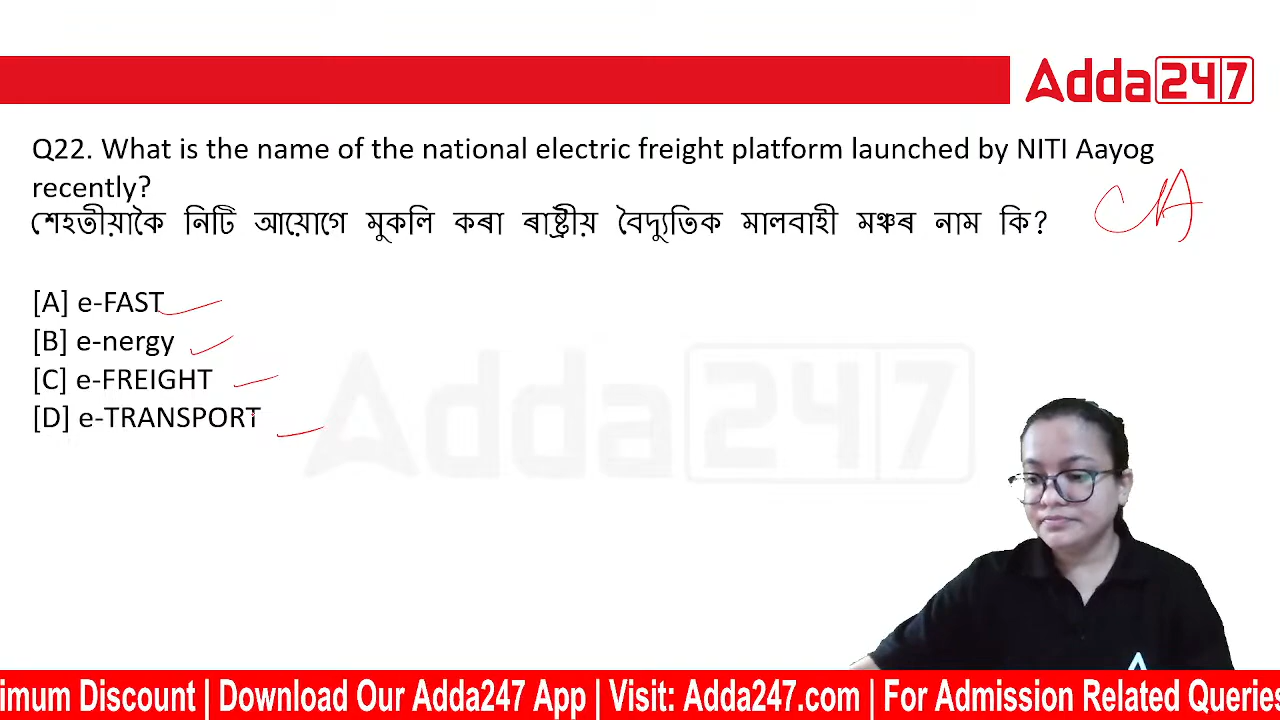 Adda247
Q22. What is the name of the national electric freight platform launched by NITI Aayog
recently?
শেহতীয়াকৈ নিটি আয়োগে মুকলি কৰা ৰাষ্ট্ৰীয় বৈদ্যুতিক মালবাহী মঞ্চৰ নাম কি?
CA
[A] e-FAST
[B] e-nergy
[C] e-FREIGHT
[D] e-TRANSPORT
Adda247
imum Discount | Download Our Adda247 App | Visit: Adda247.com | For Admission Related Queries